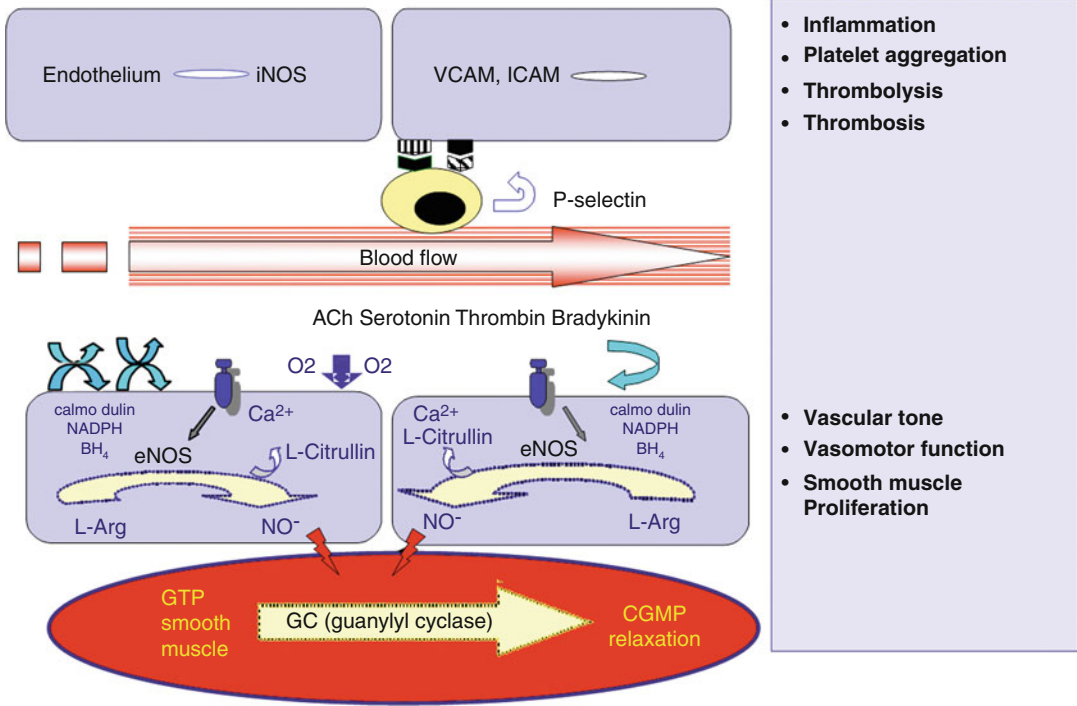 Endothelium iNOS
VCAM, ICAM
P-selectin
Blood flow
ACh Serotonin Thrombin Bradykinin
O2 O2
calmo dulin
NADPH
BH4
Ca2+
eNOS
L-Citrullin
L-Arg
NO-
Ca2+
L-Citrullin
eNOS
calmo dulin
NADPH
BH4
NO-
L-Arg
GTP
smooth
muscle
GC (guanylyl cyclase)
CGMP
relaxation
• Inflammation
• Platelet aggregation
• Thrombolysis
• Thrombosis
• Vascular tone
• Vasomotor function
• Smooth muscle
Proliferation